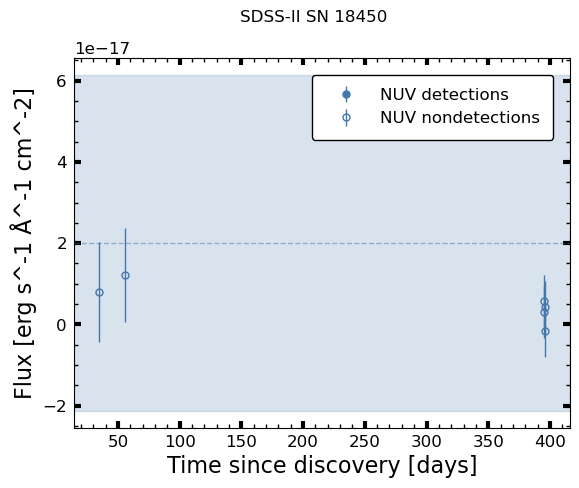 SDSS-II SN 18450
1e−17
Flux [erg s^-1 Å^-1 cm^-2]
6
4
2
0
−2
NUV detections
NUV nondetections
50 100 150 200 250 300 350 400
Time since discovery [days]